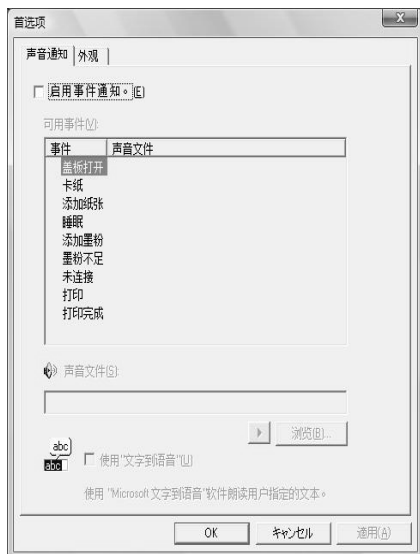 首选项
声音通知 外观
启用事件通知。(E)
可用事件(V):
事件 声音文件
盖板打开
卡纸
添加纸张
睡眠
添加墨粉
墨粉不足
未连接
打印
打印完成
声音文件(S):
浏览(B)...
abc
abc
使用"文字到语音"(U)
使用 "Microsoft 文字到语音"软件朗读用户指定的文本。
OK キャンセル 適用(A)